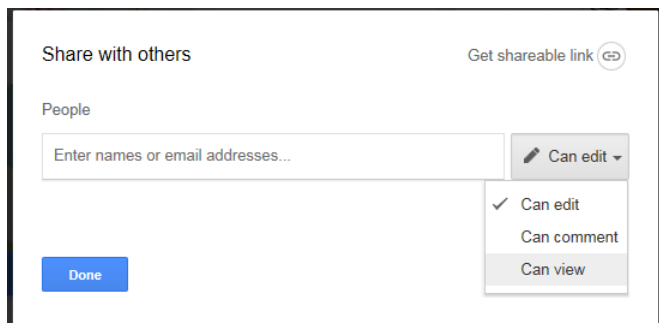 Share with others
Get shareable link
People
Enter names or email addresses...
Can edit
Can edit
Can comment
Can view
Done